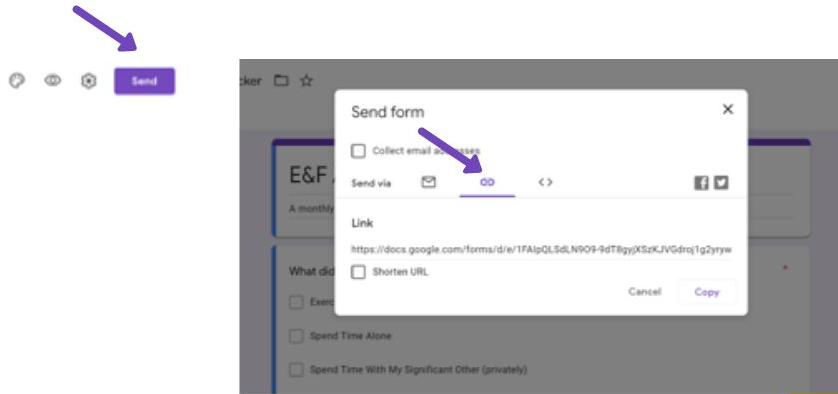 Send
cker
Send form
Collect email addresses
Send via
E&F
A monthly
Link
https://docs.google.com/forms/d/e/1FAIpQLSdLN9O9-9dT8gyjXSzKJVGdroj1g2yryw
Shorten URL
What did
Cancel
Copy
Exerc
Spend Time Alone
Spend Time With My Significant Other (privately)